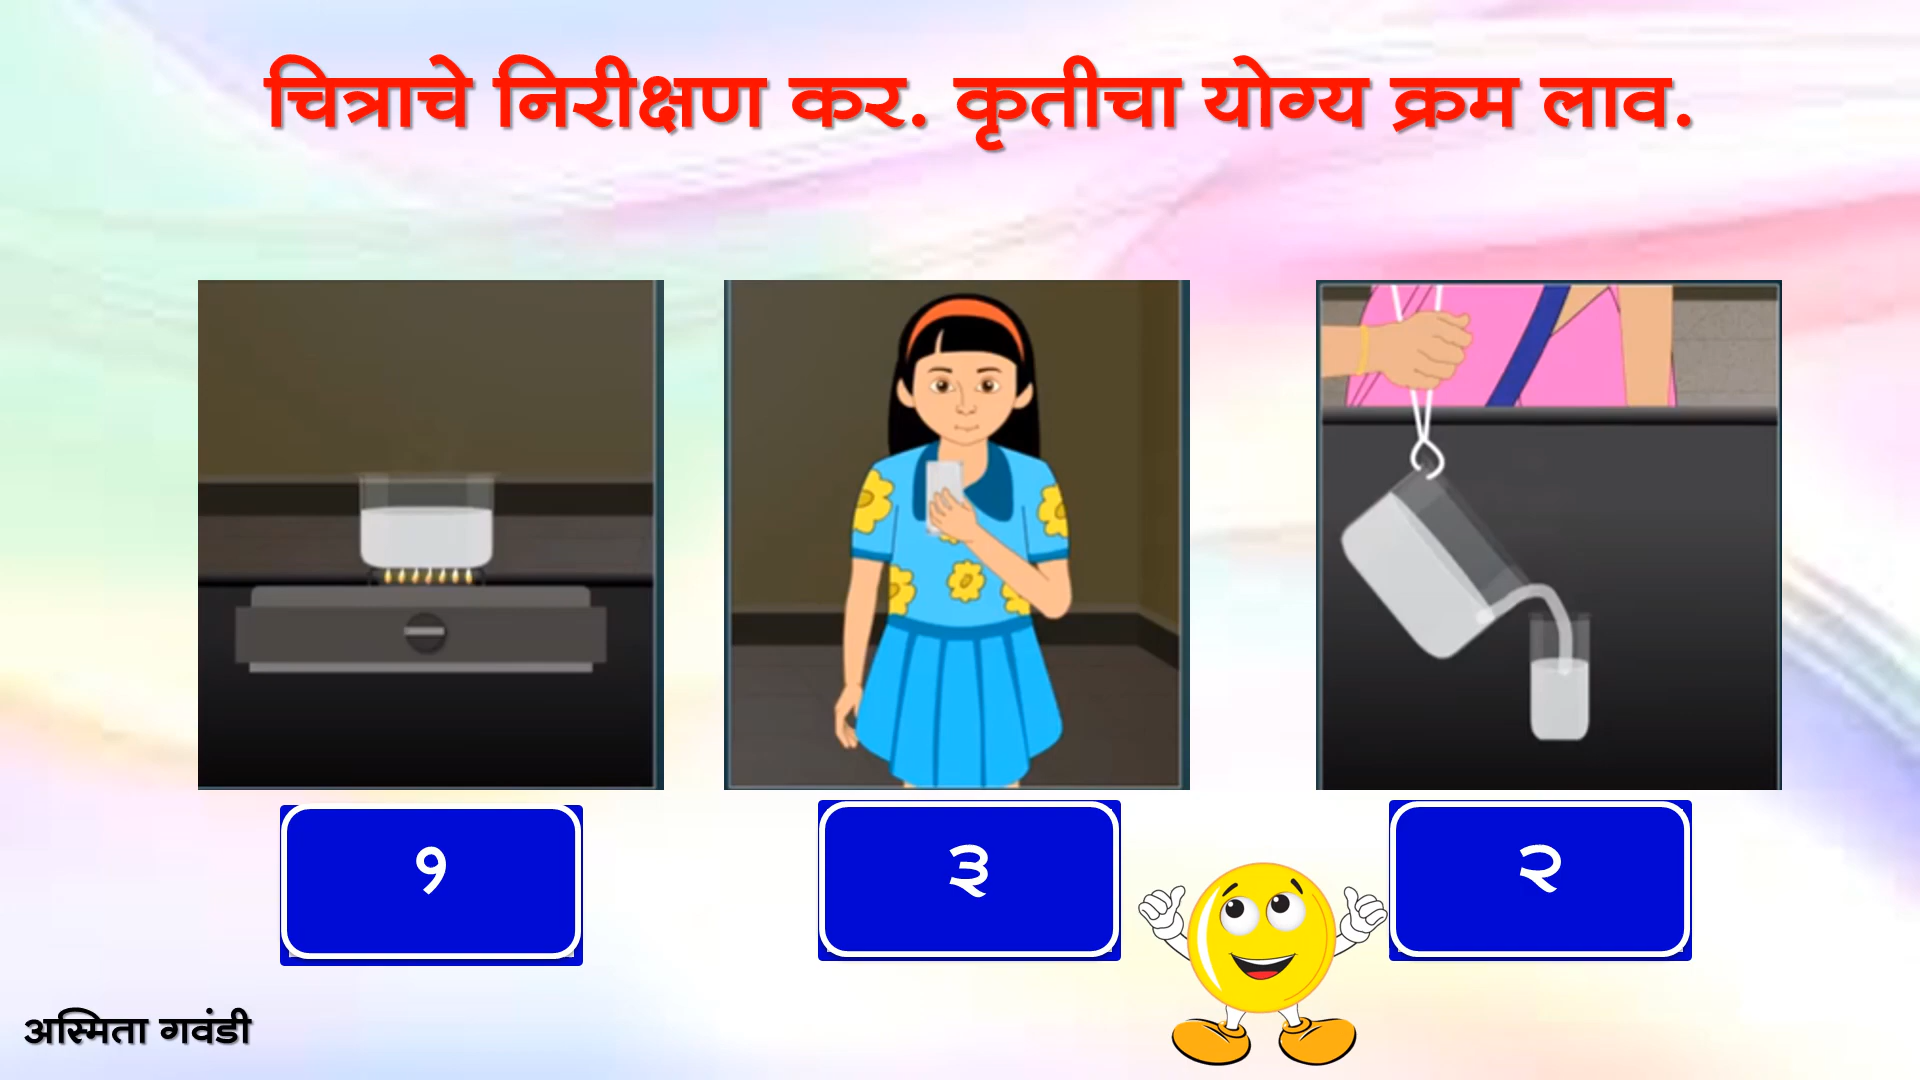 चित्राचे निरीक्षण कर. कृतीचा योग्य क्रम लाव.
१
३
२
अस्मिता गवंडी